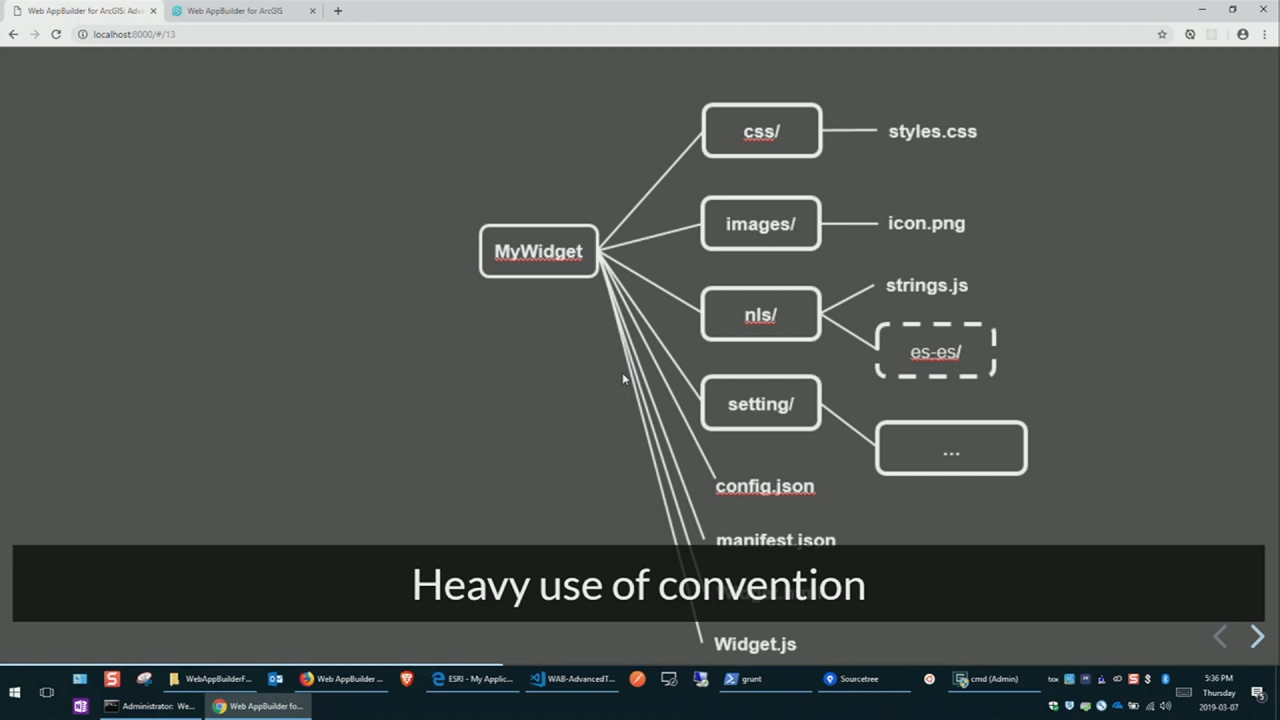 Web AppBuilder for ArcGIS: Adv
Web AppBuilder for ArcGIS
localhost:8000/#/13
css/
styles.css
images/
icon.png
MyWidget
strings.js
nls/
es-es/
setting/
...
config.json
manifest.json
Heavy use of convention
Widget.js
WebAppBuilderF...
Web AppBuilder ...
ESRI - My Applic...
WAB-AdvancedT...
grunt
Sourcetree
cmd (Admin)
box
5:36 PM
Thursday
2019-03-07
Administrator: We...
Web AppBuilder fo...
5